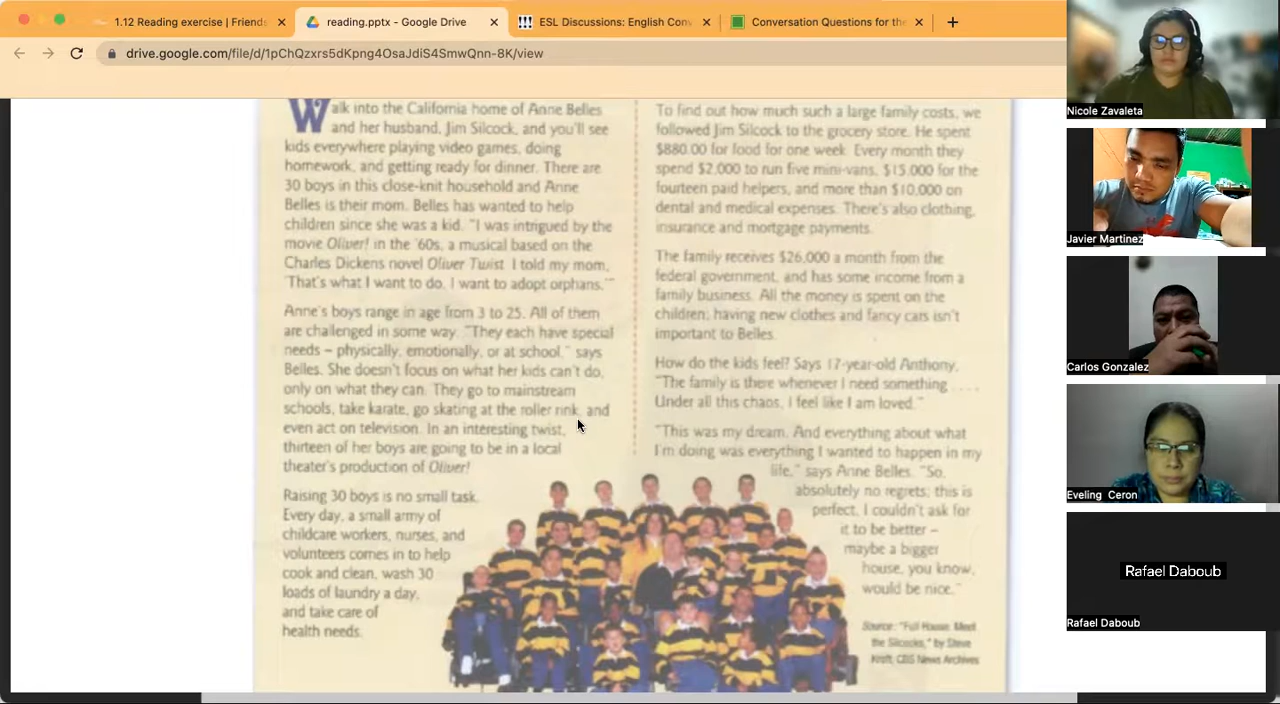 1.12 Reading exercise | Friends
reading.pptx - Google Drive
ESL Discussions: English Conv
Conversation Questions for the
drive.google.com/file/d/1pChQzxrs5dKpng4OsaJdiS4SmwQnn-8K/view
Walk into the California home of Anne Belles
and her husband, Jim Silcock, and you'll see
kids everywhere playing video games, doing
homework, and getting ready for dinner. There are
30 boys in this close-knit household and Anne
Belles is their mom. Belles has wanted to help
children since she was a kid. "I was intrigued by the
movie Oliver! in the '60s, a musical based on the
Charles Dickens novel Oliver Twist. I told my mom,
'That's what I want to do. I want to adopt orphans.'"
Anne's boys range in age from 3 to 25. All of them
are challenged in some way. "They each have special
needs – physically, emotionally, or at school," says
Belles. She doesn't focus on what her kids can't do,
only on what they can. They go to mainstream
schools, take karate, go skating at the roller rink, and
even act on television. In an interesting twist,
thirteen of her boys are going to be in a local
theater's production of Oliver!
Raising 30 boys is no small task.
Every day, a small army of
childcare workers, nurses, and
volunteers comes in to help
cook and clean, wash 30
loads of laundry a day,
and take care of
health needs.
To find out how much such a large family costs, we
followed Jim Silcock to the grocery store. He spent
$880.00 for food for one week. Every month they
spend $2,000 to run five mini-vans, $15,000 for the
fourteen paid helpers, and more than $10,000 on
dental and medical expenses. There's also clothing,
insurance and mortgage payments.
The family receives $26,000 a month from the
federal government, and has some income from a
family business. All the money is spent on the
children; having new clothes and fancy cars isn't
important to Belles.
How do the kids feel? Says 17-year-old Anthony,
"The family is there whenever I need something . . . .
Under all this chaos, I feel like I am loved."
"This was my dream. And everything about what
I'm doing was everything I wanted to happen in my
life," says Anne Belles. "So,
absolutely no regrets; this is
perfect. I couldn't ask for
it to be better –
maybe a bigger
house, you know,
would be nice."
Source: "Full House: Meet
the Silcocks," by Steve
Kroft, CBS News Archives
Nicole Zavaleta
Javier Martinez
Carlos Gonzalez
Eveling Ceron
Rafael Daboub
Rafael Daboub